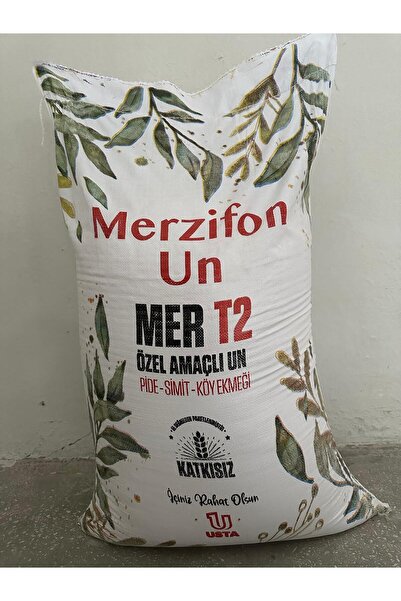 Merzifon
Un
MER T2
ÖZEL AMAÇLI UN
PİDE - SİMİT - KÖY EKMEĞİ
KATKISIZ
İçiniz Rahat Olsun
USTA